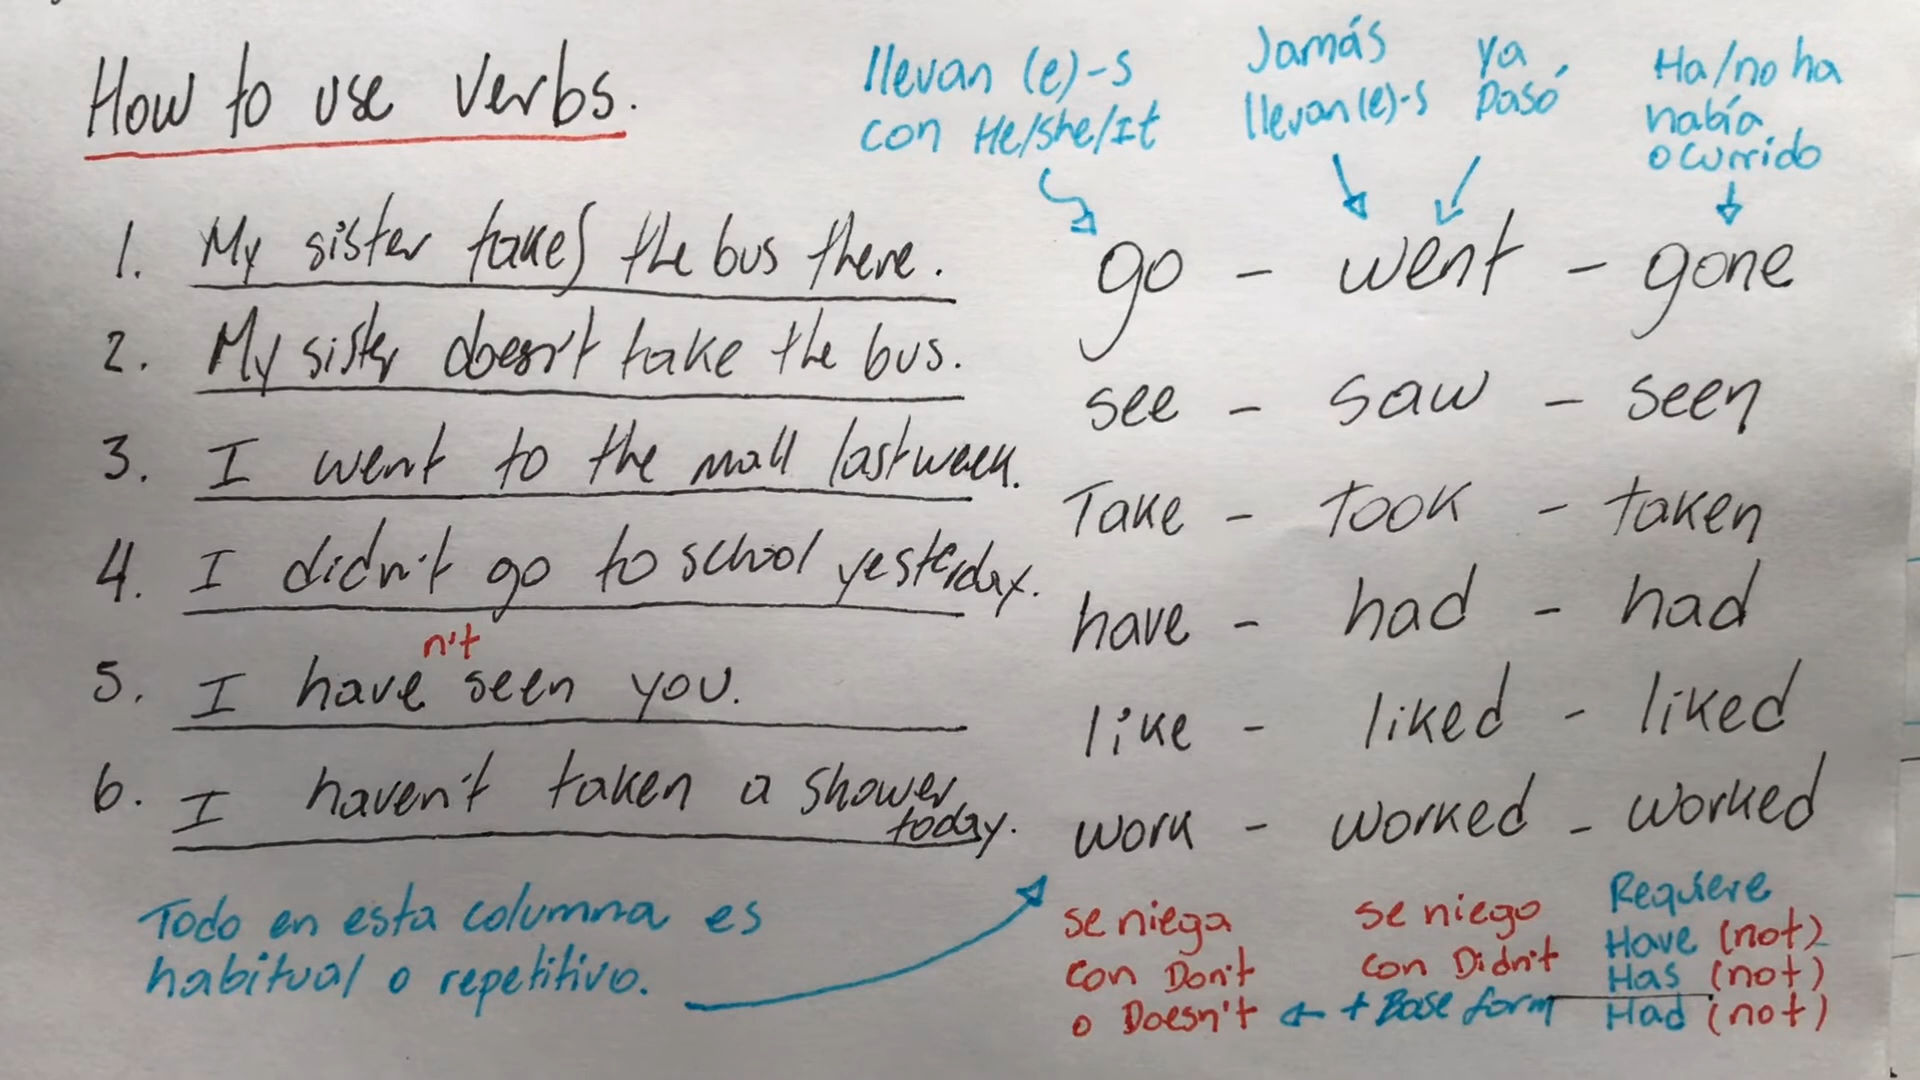 How to use verbs.
llevan (e)-s
con He/she/It
Jamás
llevan(e)-s
ya
pasó
Ha/no ha
había
ocurrido
1. My sister takes the bus there.
2. My sister doesn't take the bus.
3. I went to the mall last week.
4. I didn't go to school yesterday.
n't
5. I have seen you.
6. I haven't taken a shower
today.
go - went - gone
see - saw - seen
Take - took - taken
have - had - had
like - liked - liked
work - worked - worked
Todo en esta columna es
habitual o repetitivo.
se niega
con Don't
o Doesn't
se niego
con Didn't
+ Base form
Requiere
Have (not)
Has (not)
Had (not)